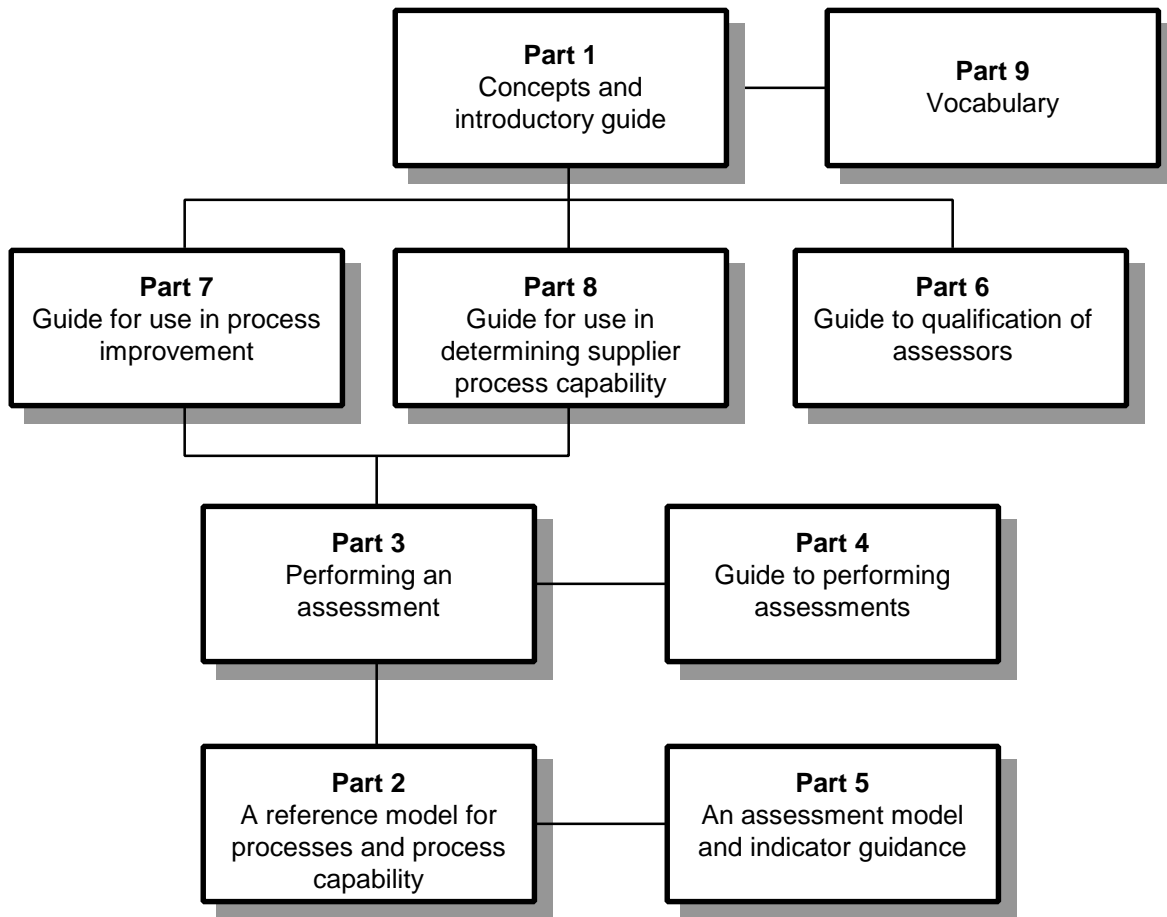 Part 1
Concepts and
introductory guide
Part 9
Vocabulary
Part 7
Guide for use in process
improvement
Part 8
Guide for use in
determining supplier
process capability
Part 6
Guide to qualification of
assessors
Part 3
Performing an
assessment
Part 4
Guide to performing
assessments
Part 2
A reference model for
processes and process
capability
Part 5
An assessment model
and indicator guidance